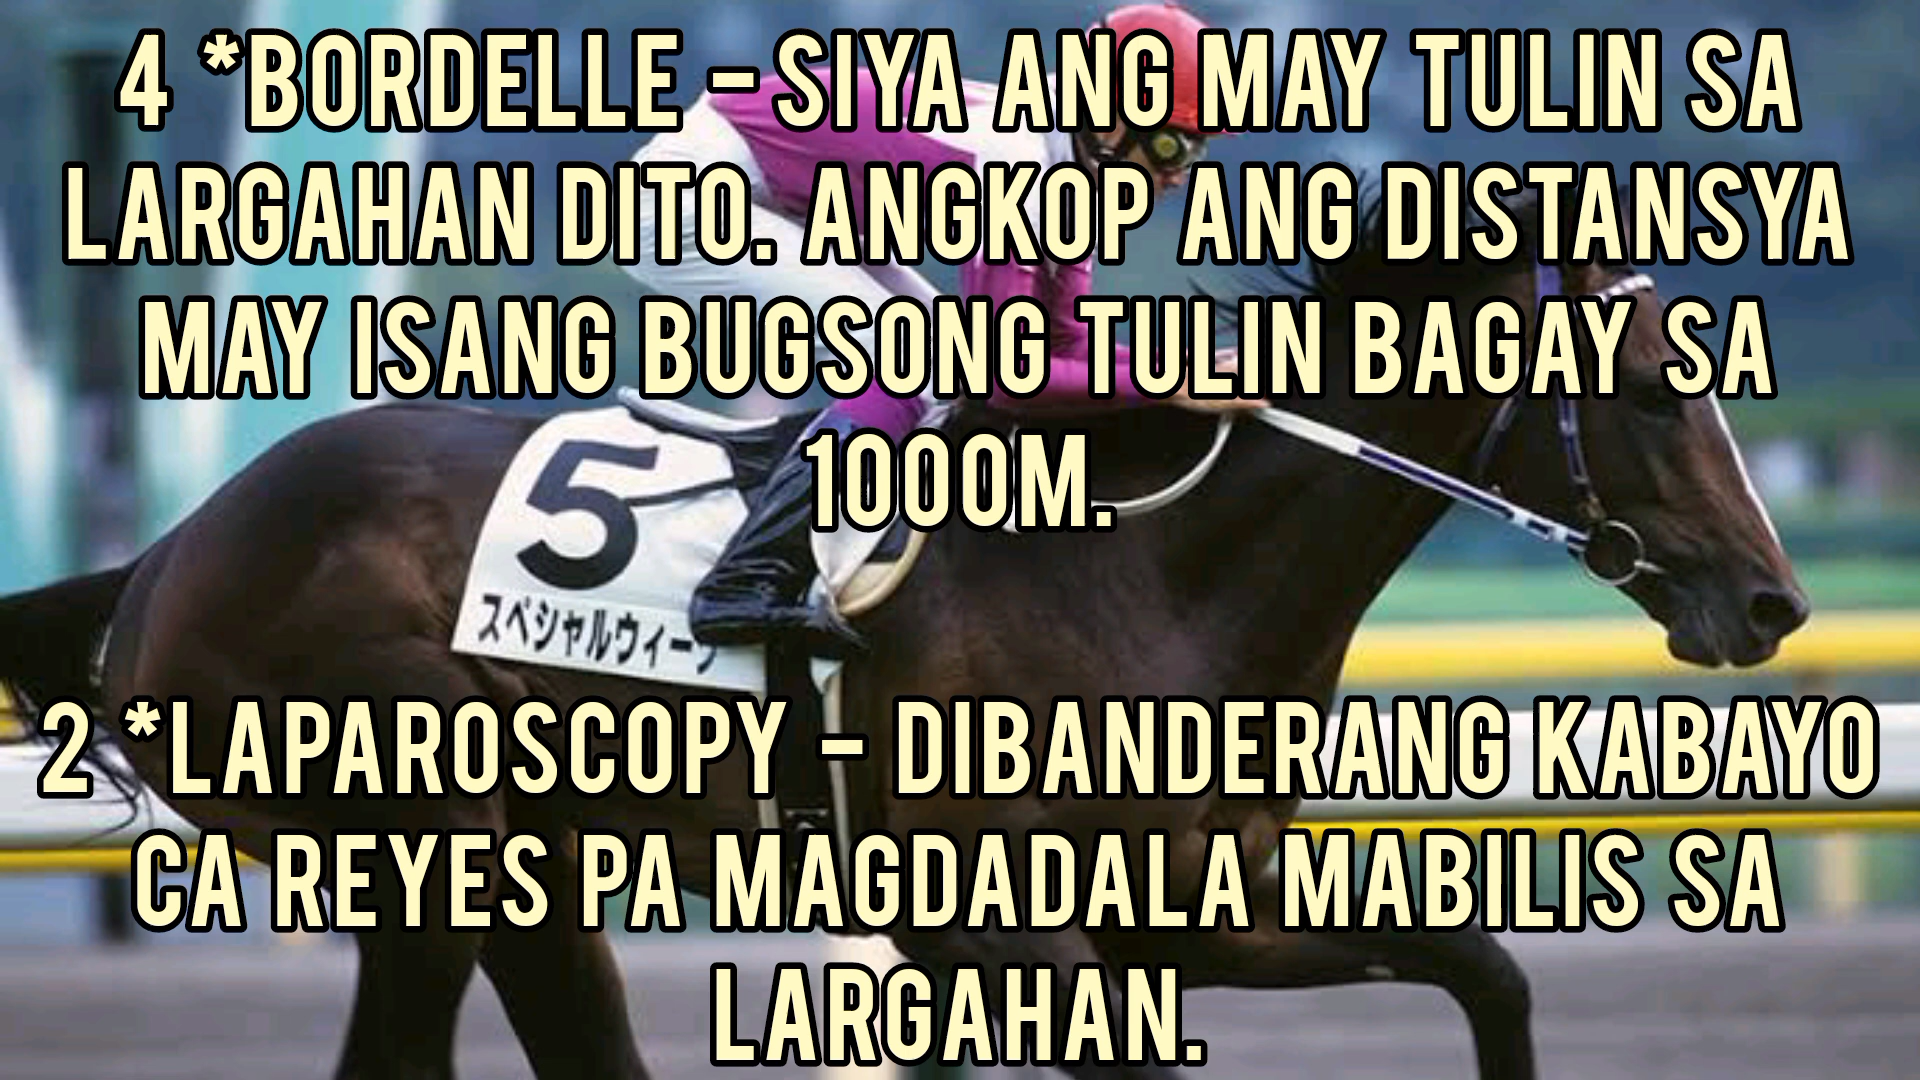 4 *BORDELLE - SIYA ANG MAY TULIN SA
LARGAHAN DITO. ANGKOP ANG DISTANSYA
MAY ISANG BUGSONG TULIN BAGAY SA
1000M.
5
スペシャルウィーク
2 *LAPAROSCOPY - DIBANDERANG KABAYO
CA REYES PA MAGDADALA MABILIS SA
LARGAHAN.